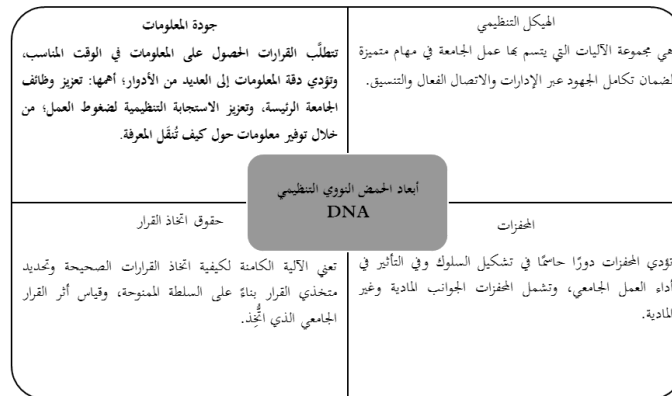 الهيكل التنظيمي
هي مجموعة الآليات التي يتسم بها عمل الجامعة في مهام متميزة
لضمان تكامل الجهود عبر الإدارات والاتصال الفعال والتنسيق.
جودة المعلومات
تتطلَّب القرارات الحصول على المعلومات في الوقت المناسب،
وتؤدي دقة المعلومات إلى العديد من الأدوار؛ أهمها: تعزيز وظائف
الجامعة الرئيسة، وتعزيز الاستجابة التنظيمية لضغوط العمل؛ من
خلال توفير معلومات حول كيف تُنقَل المعرفة.
أبعاد الحمض النووي التنظيمي
DNA
المحفزات
تؤدي المحفزات دورًا حاسمًا في تشكيل السلوك وفي التأثير في
أداء العمل الجامعي، وتشمل المحفزات الجوانب المادية وغير
المادية.
حقوق اتخاذ القرار
تعني الآلية الكامنة لكيفية اتخاذ القرارات الصحيحة وتحديد
متخذي القرار بناءً على السلطة الممنوحة، وقياس أثر القرار
الجامعي الذي اتُّخِذ.